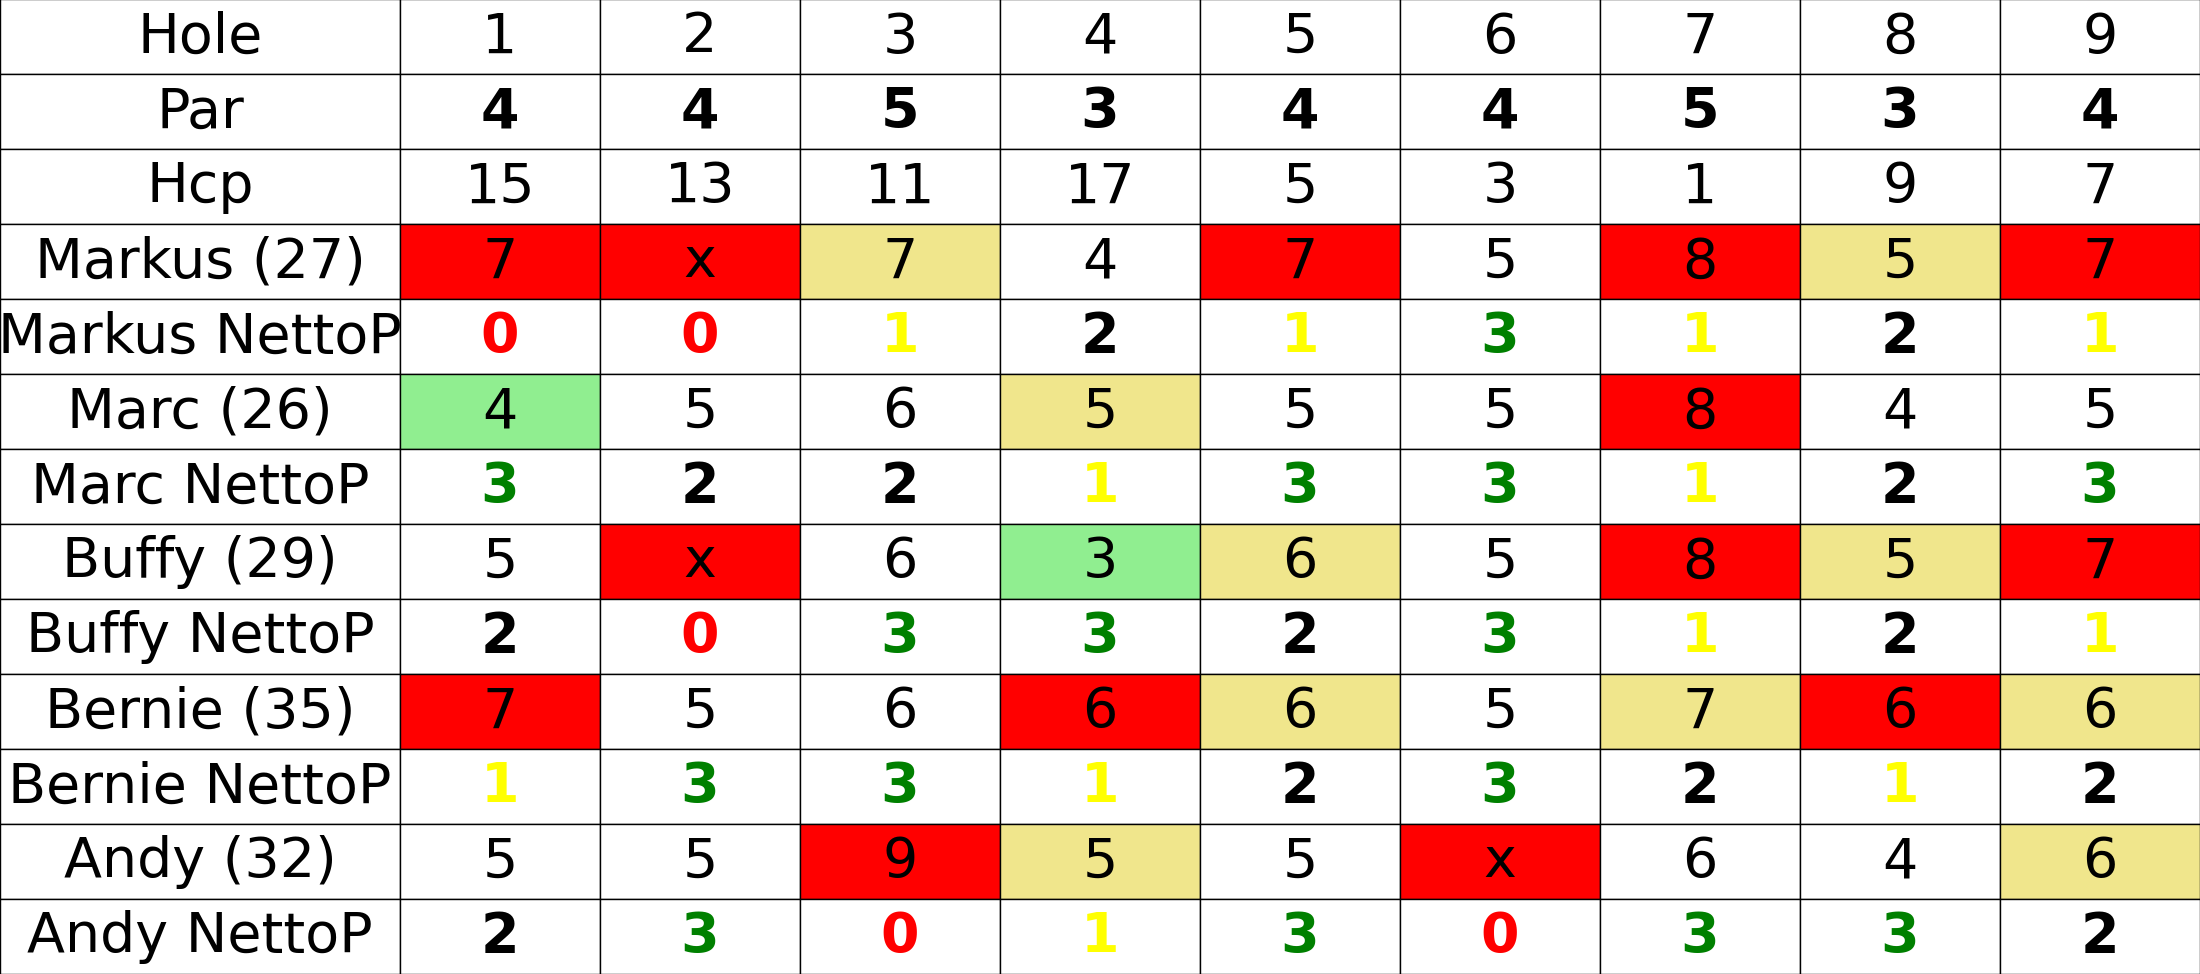 Hole 1 2 3 4 5 6 7 8 9
Par 4 4 5 3 4 4 5 3 4
Hcp 15 13 11 17 5 3 1 9 7
Markus (27) 7 x 7 4 7 5 8 5 7
Markus NettoP 0 0 1 2 1 3 1 2 1
Marc (26) 4 5 6 5 5 5 8 4 5
Marc NettoP 3 2 2 1 3 3 1 2 3
Buffy (29) 5 x 6 3 6 5 8 5 7
Buffy NettoP 2 0 3 3 2 3 1 2 1
Bernie (35) 7 5 6 6 6 5 7 6 6
Bernie NettoP 1 3 3 1 2 3 2 1 2
Andy (32) 5 5 9 5 5 x 6 4 6
Andy NettoP 2 3 0 1 3 0 3 3 2